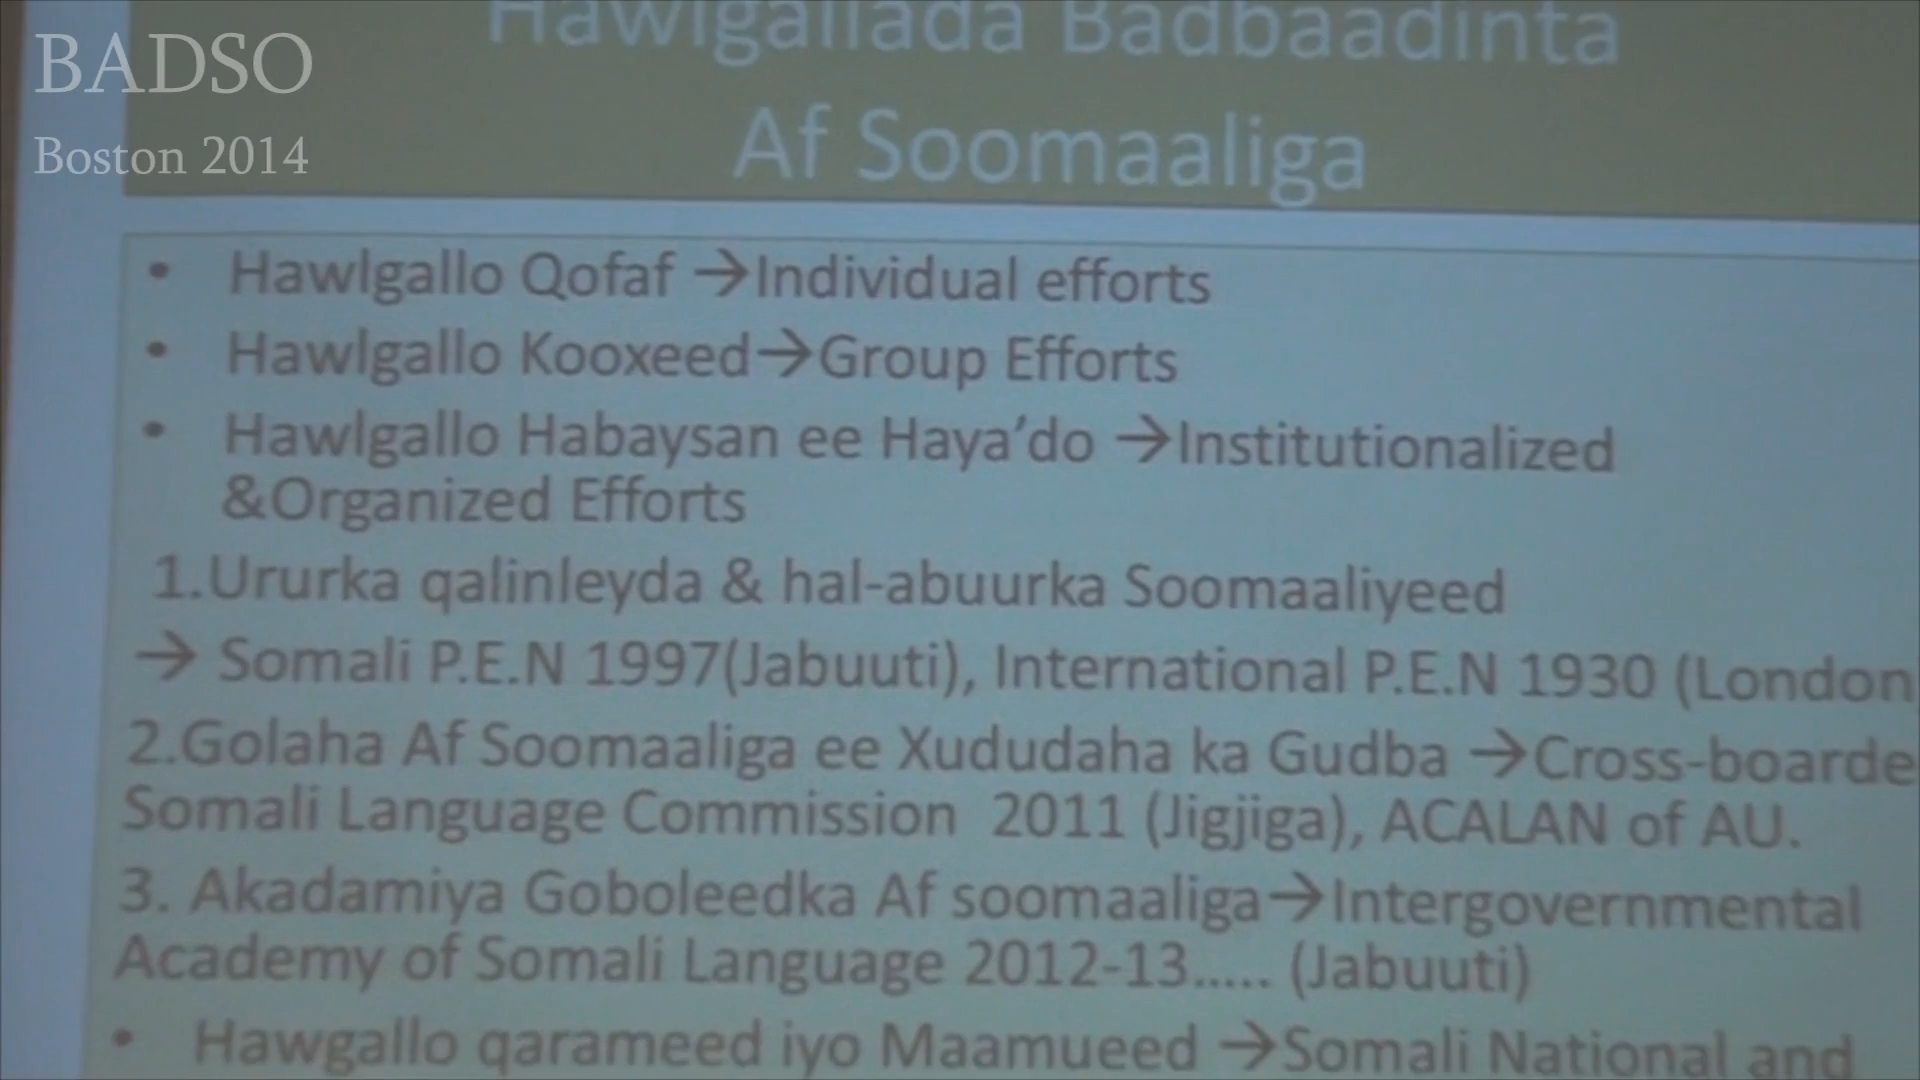 BADSO
Boston 2014
Hawlgallada Badbaadinta
Af Soomaaliga
• Hawlgallo Qofaf →Individual efforts
• Hawlgallo Kooxeed→Group Efforts
• Hawlgallo Habaysan ee Haya’do →Institutionalized
&Organized Efforts
1.Ururka qalinleyda & hal-abuurka Soomaaliyeed
→ Somali P.E.N 1997(Jabuuti), International P.E.N 1930 (London
2.Golaha Af Soomaaliga ee Xududaha ka Gudba →Cross-boarde
Somali Language Commission 2011 (Jigjiga), ACALAN of AU.
3. Akadamiya Goboleedka Af soomaaliga→Intergovernmental
Academy of Somali Language 2012-13..... (Jabuuti)
• Hawgallo qarameed iyo Maamueed →Somali National and